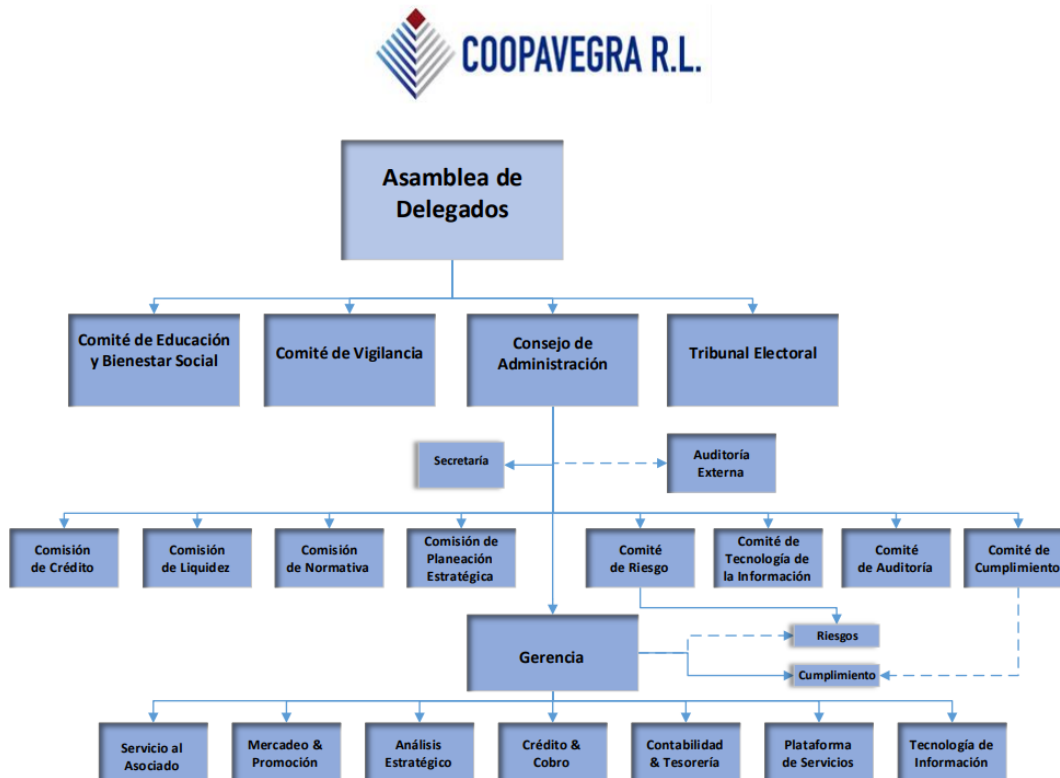 COOPAVEGRA R.L.
Asamblea de
Delegados
Comité de Educación
y Bienestar Social
Comité de Vigilancia
Consejo de
Administración
Tribunal Electoral
Secretaría
Auditoría
Externa
Comisión
de Crédito
Comisión
de Liquidez
Comisión
de Normativa
Comisión de
Planeación
Estratégica
Comité
de Riesgo
Comité de
Tecnología de
la Información
Comité
de Auditoría
Comité de
Cumplimiento
Gerencia
Riesgos
Cumplimiento
Servicio al
Asociado
Mercadeo &
Promoción
Análisis
Estratégico
Crédito &
Cobro
Contabilidad
& Tesorería
Plataforma
de Servicios
Tecnología de
Información